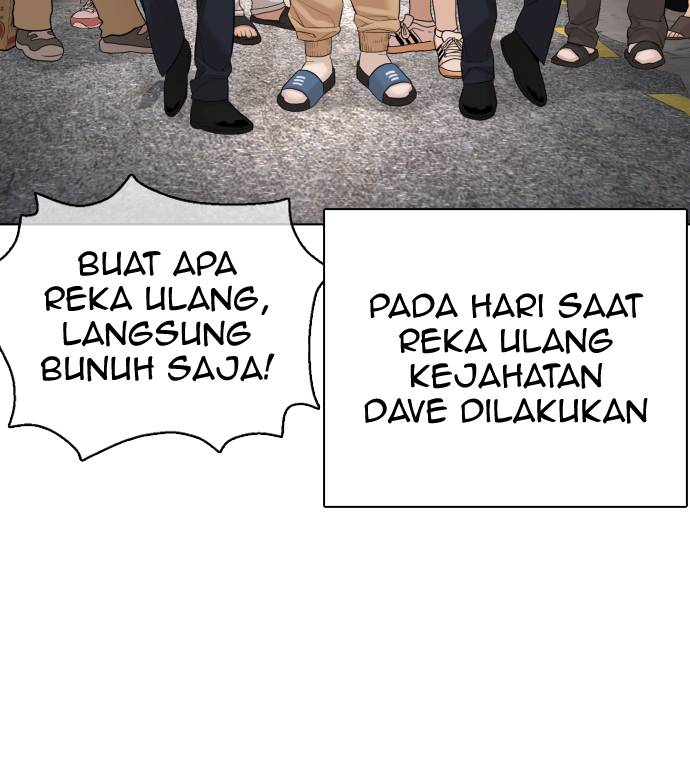 BUAT APA
REKA ULANG,
LANGSUNG
BUNUH SAJA!
PADA HARI SAAT
REKA ULANG
KEJAHATAN
DAVE DILAKUKAN